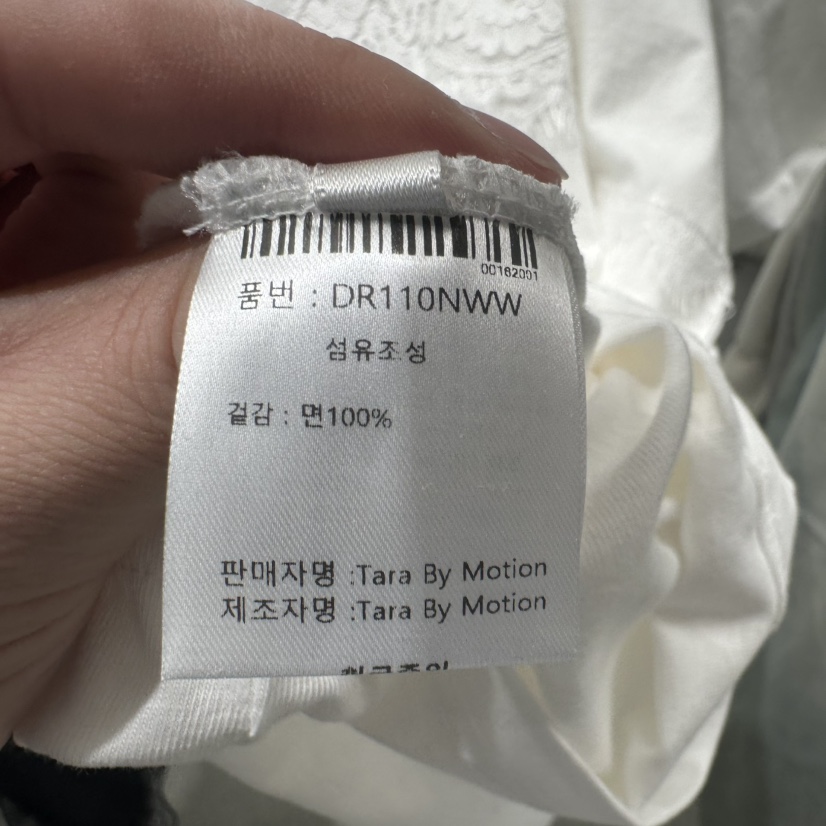 00162001
품번 : DR110NWW
섬유조성
겉감 : 면100%
판매자명 :Tara By Motion
제조자명 :Tara By Motion